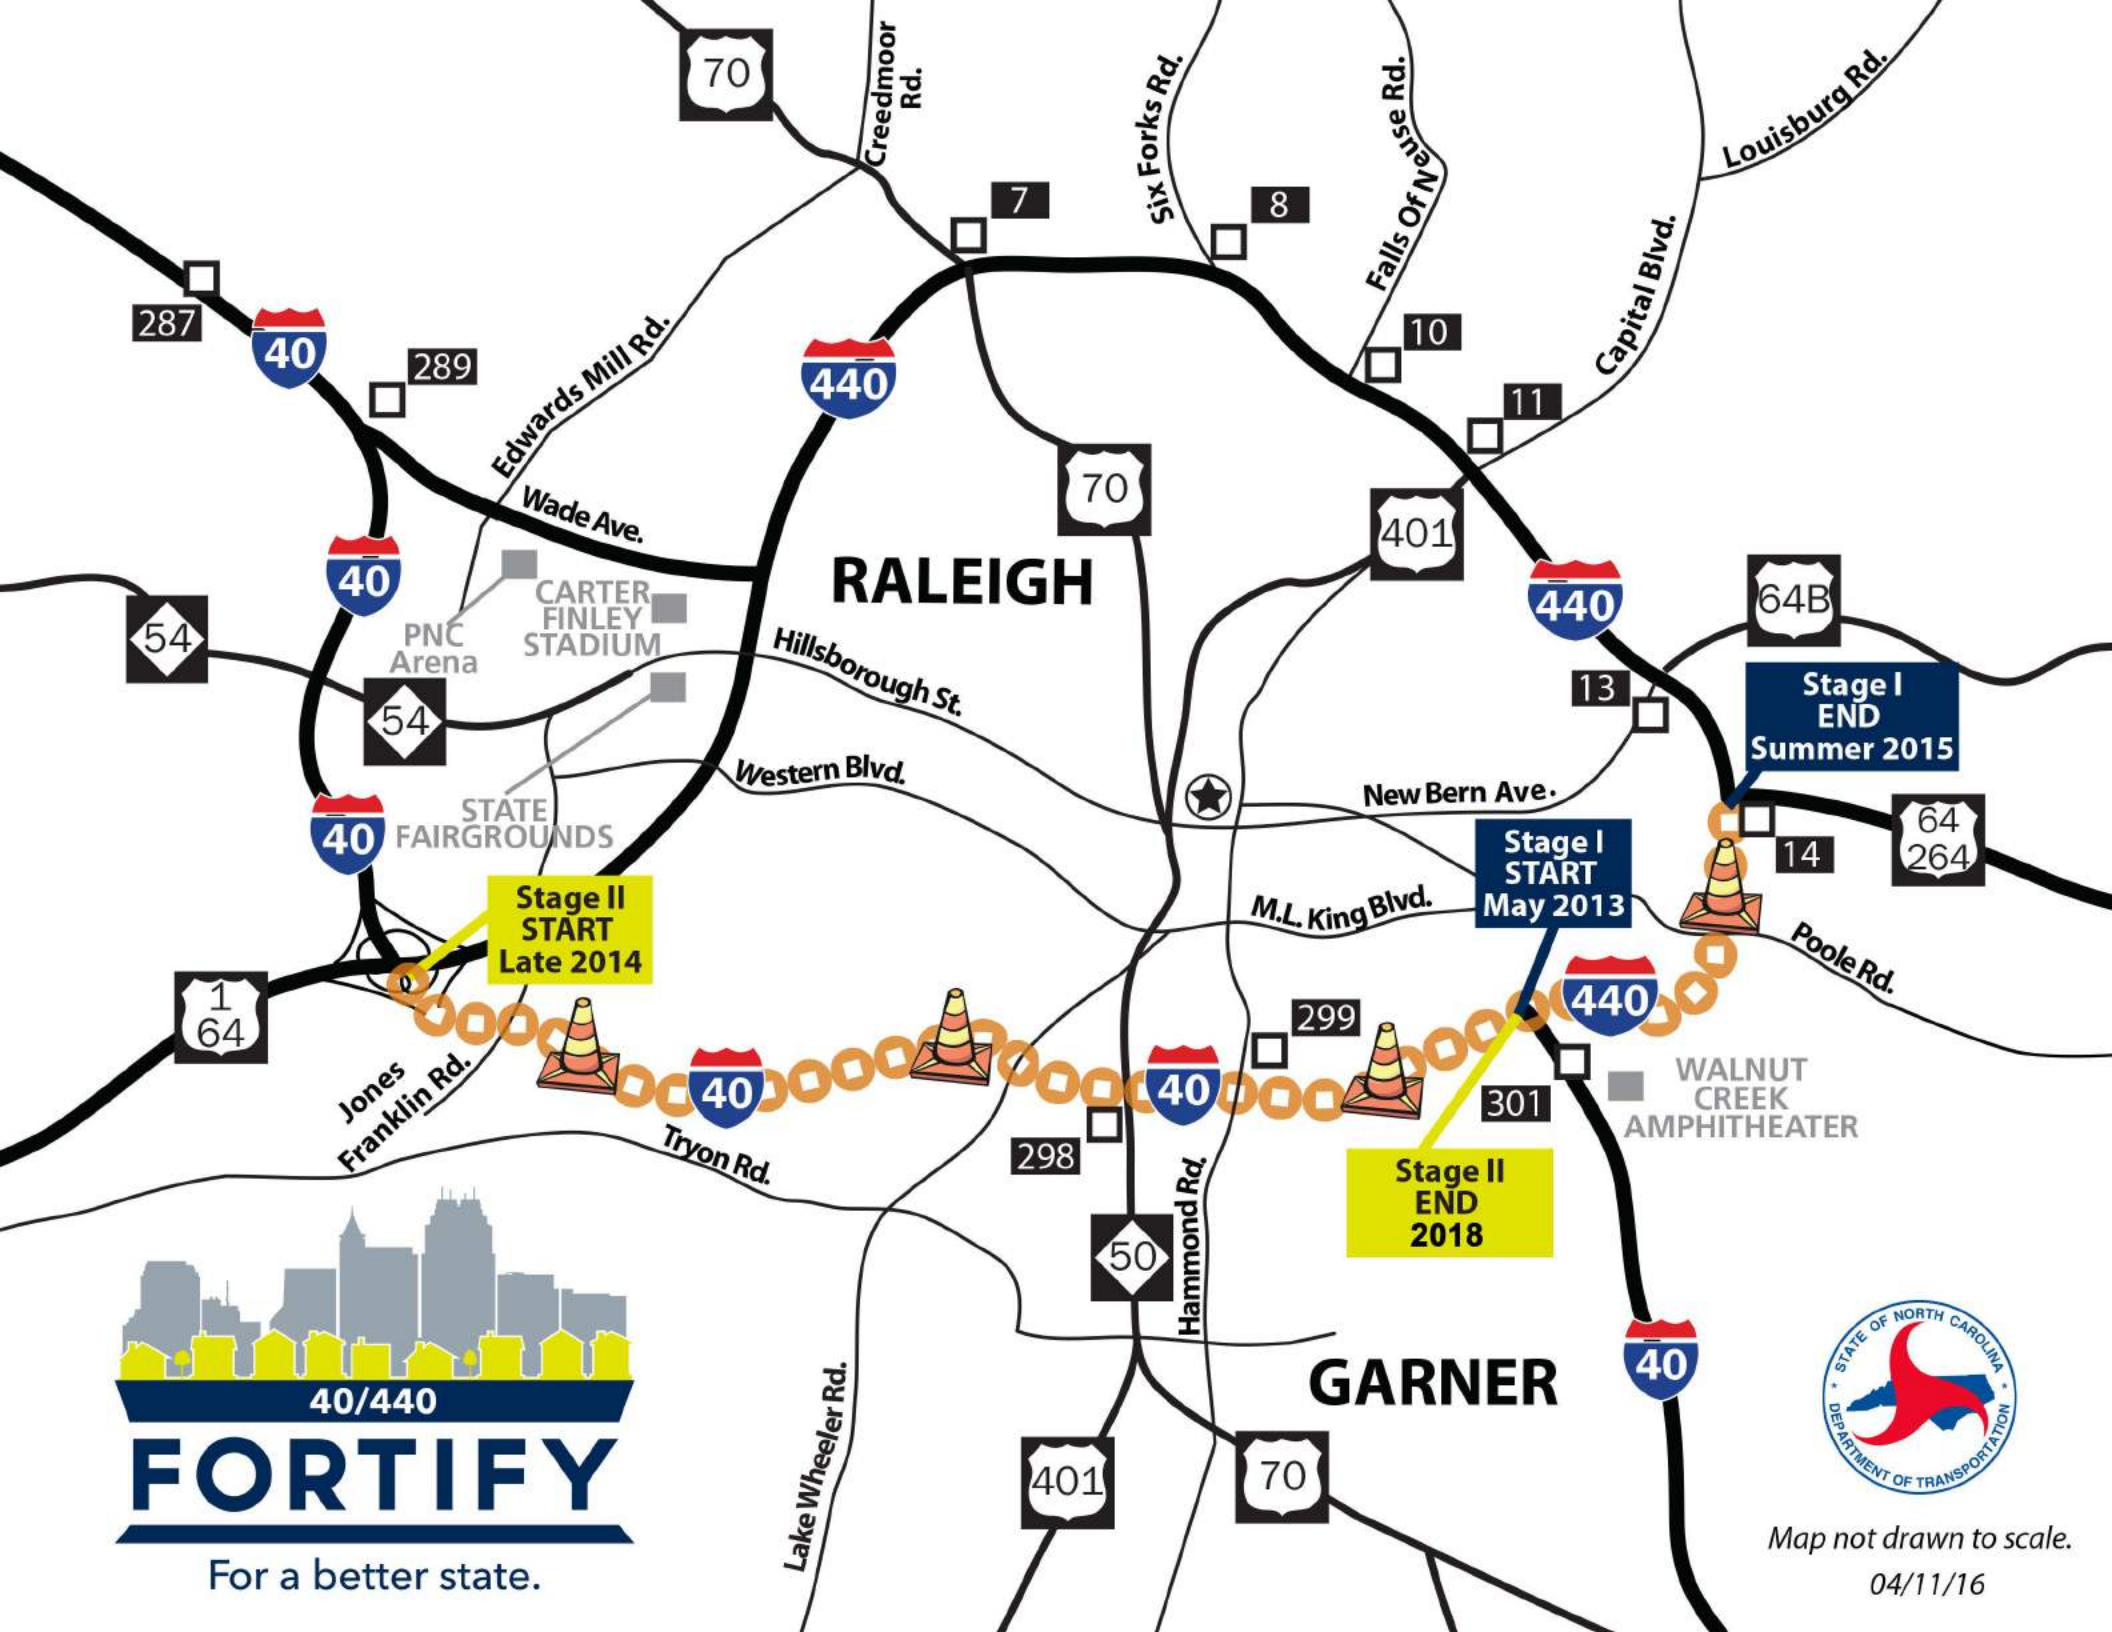 70
Creedmoor
Rd.
Six Forks Rd.
Falls Of Neuse Rd.
Louisburg Rd.
7
8
Capital Blvd.
287
40
289
10
440
11
Edwards Mill Rd.
Wade Ave.
70
401
40
RALEIGH
440
64B
54
CARTER
FINLEY
STADIUM
PNC
Arena
Hillsborough St.
54
13
Stage I
END
Summer 2015
Western Blvd.
New Bern Ave.
STATE
FAIRGROUNDS
40
64
264
14
Stage I
START
May 2013
Stage II
START
Late 2014
M.L. King Blvd.
Poole Rd.
1
64
440
299
Jones
Franklin Rd.
40
40
301
WALNUT
CREEK
AMPHITHEATER
298
Tryon Rd.
Stage II
END
2018
50
Hammond Rd.
40
GARNER
40/440
FORTIFY
For a better state.
Lake Wheeler Rd.
401
70
STATE OF NORTH CAROLINA
DEPARTMENT OF TRANSPORTATION
Map not drawn to scale.
04/11/16